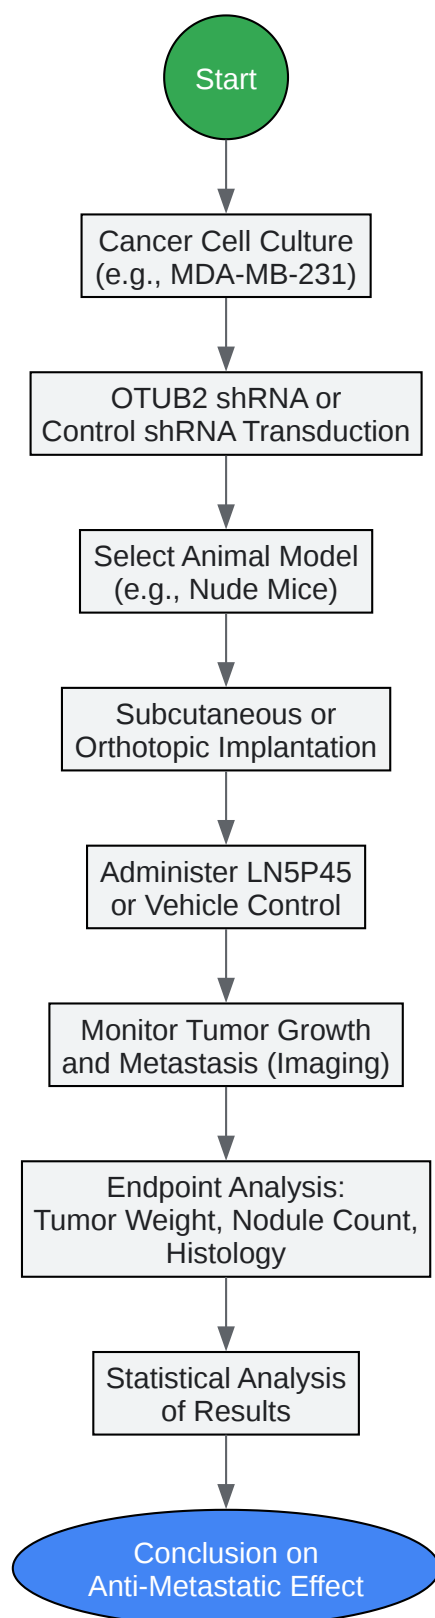 Start
Cancer Cell Culture
(e.g., MDA-MB-231)
OTUB2 shRNA or
Control shRNA Transduction
Select Animal Model
(e.g., Nude Mice)
Subcutaneous or
Orthotopic Implantation
Administer LN5P45
or Vehicle Control
Monitor Tumor Growth
and Metastasis (Imaging)
Endpoint Analysis:
Tumor Weight, Nodule Count,
Histology
Statistical Analysis
of Results
Conclusion on
Anti-Metastatic Effect